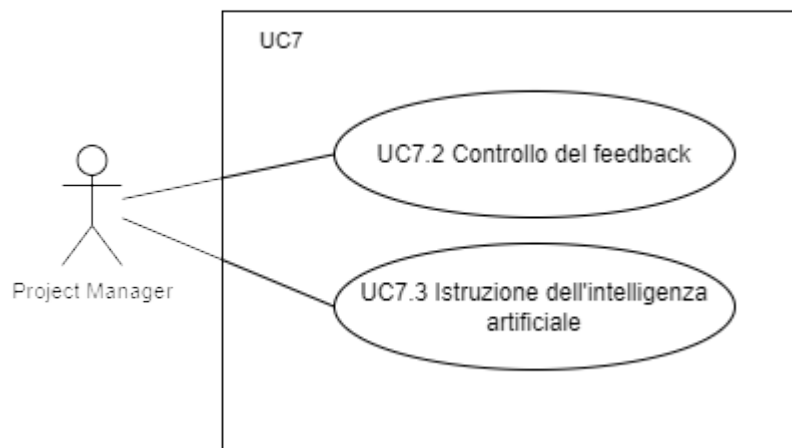 UC7
UC7.2 Controllo del feedback
Project Manager
UC7.3 Istruzione dell'intelligenza
artificiale